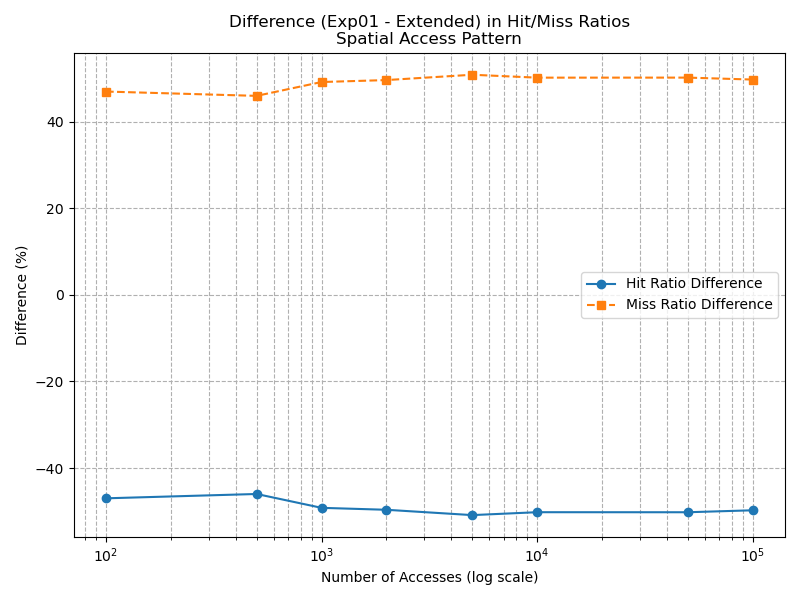 Difference (Exp01 - Extended) in Hit/Miss Ratios
Spatial Access Pattern
Difference (%)
40
20
0
−20
−40
Hit Ratio Difference
Miss Ratio Difference
10²
10³
10⁴
10⁵
Number of Accesses (log scale)